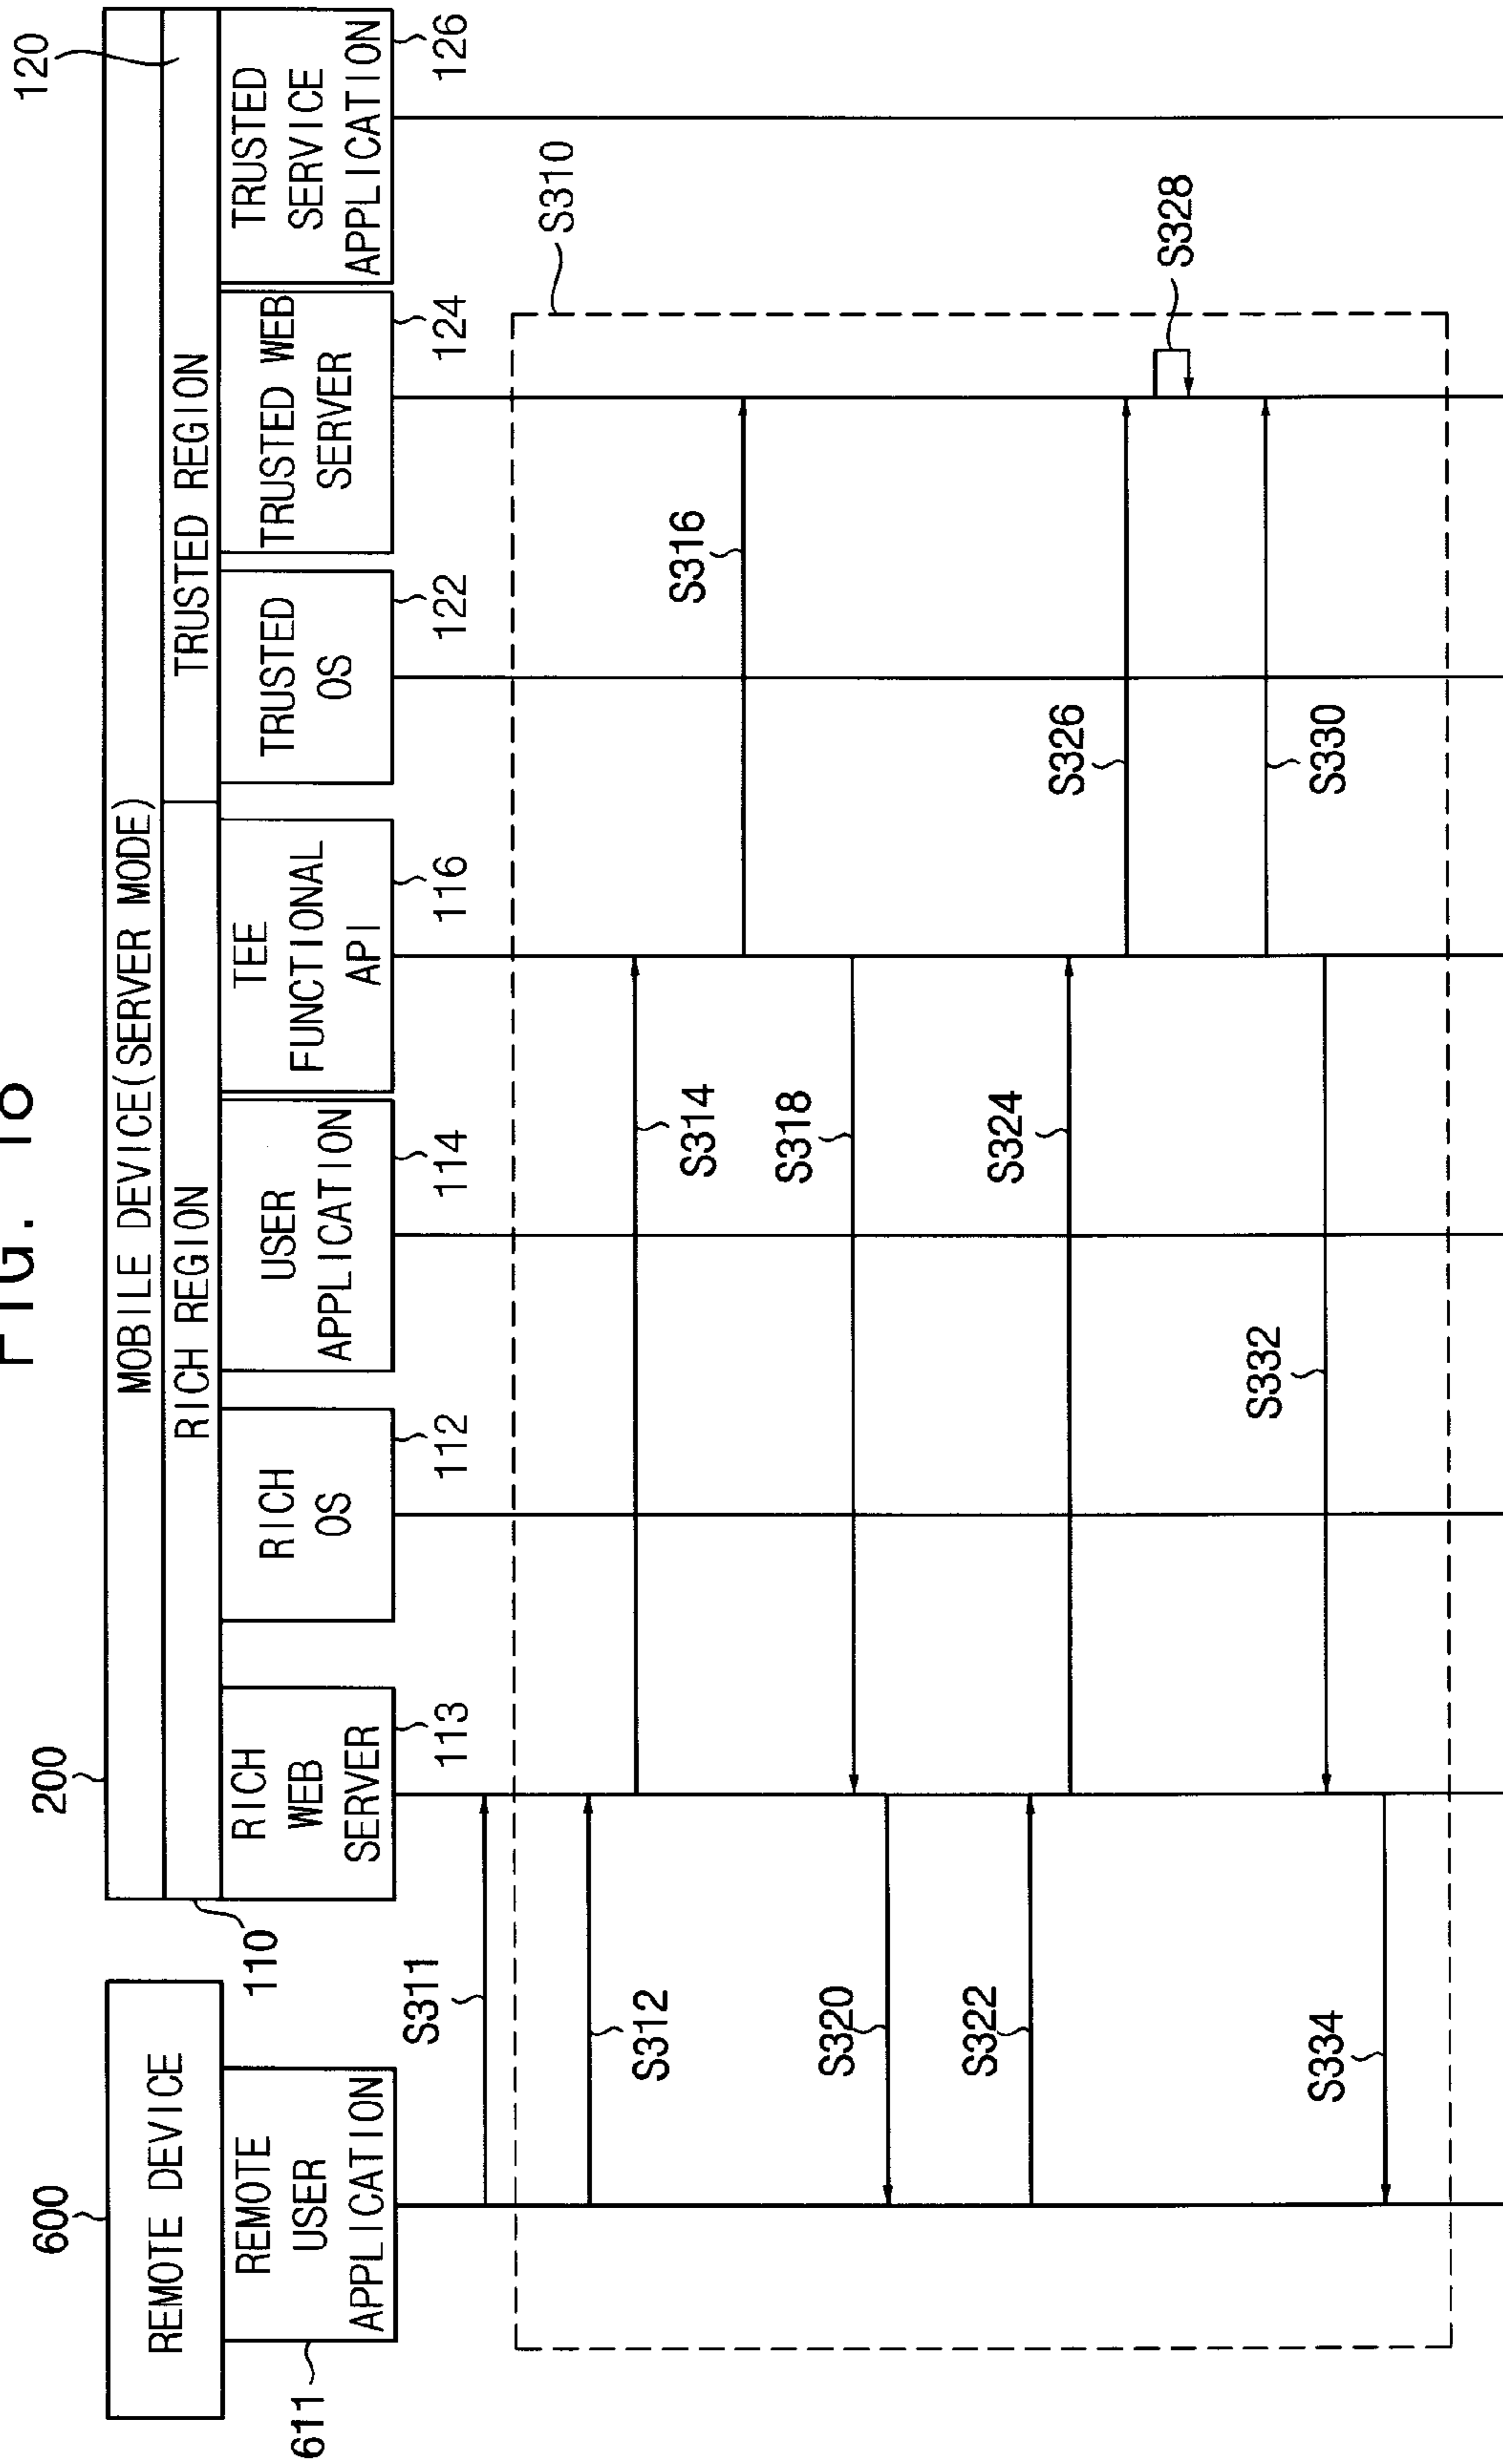 FIG.
600
200
120
REMOTE DEVICE
MOBILE DEVICE(SERVER MODE)
RICH REGION
TRUSTED REGION
110
611
REMOTE
USER
APPLICATION
RICH
WEB
SERVER
RICH
OS
USER
APPLICATION
TEE
FUNCTIONAL
API
TRUSTED
OS
TRUSTED WEB
SERVER
TRUSTED
SERVICE
APPLICATION
113
112
114
116
122
124
126
S311
S310
S312
S314
S316
S318
S320
S322
S324
S326
S328
S330
S332
S334